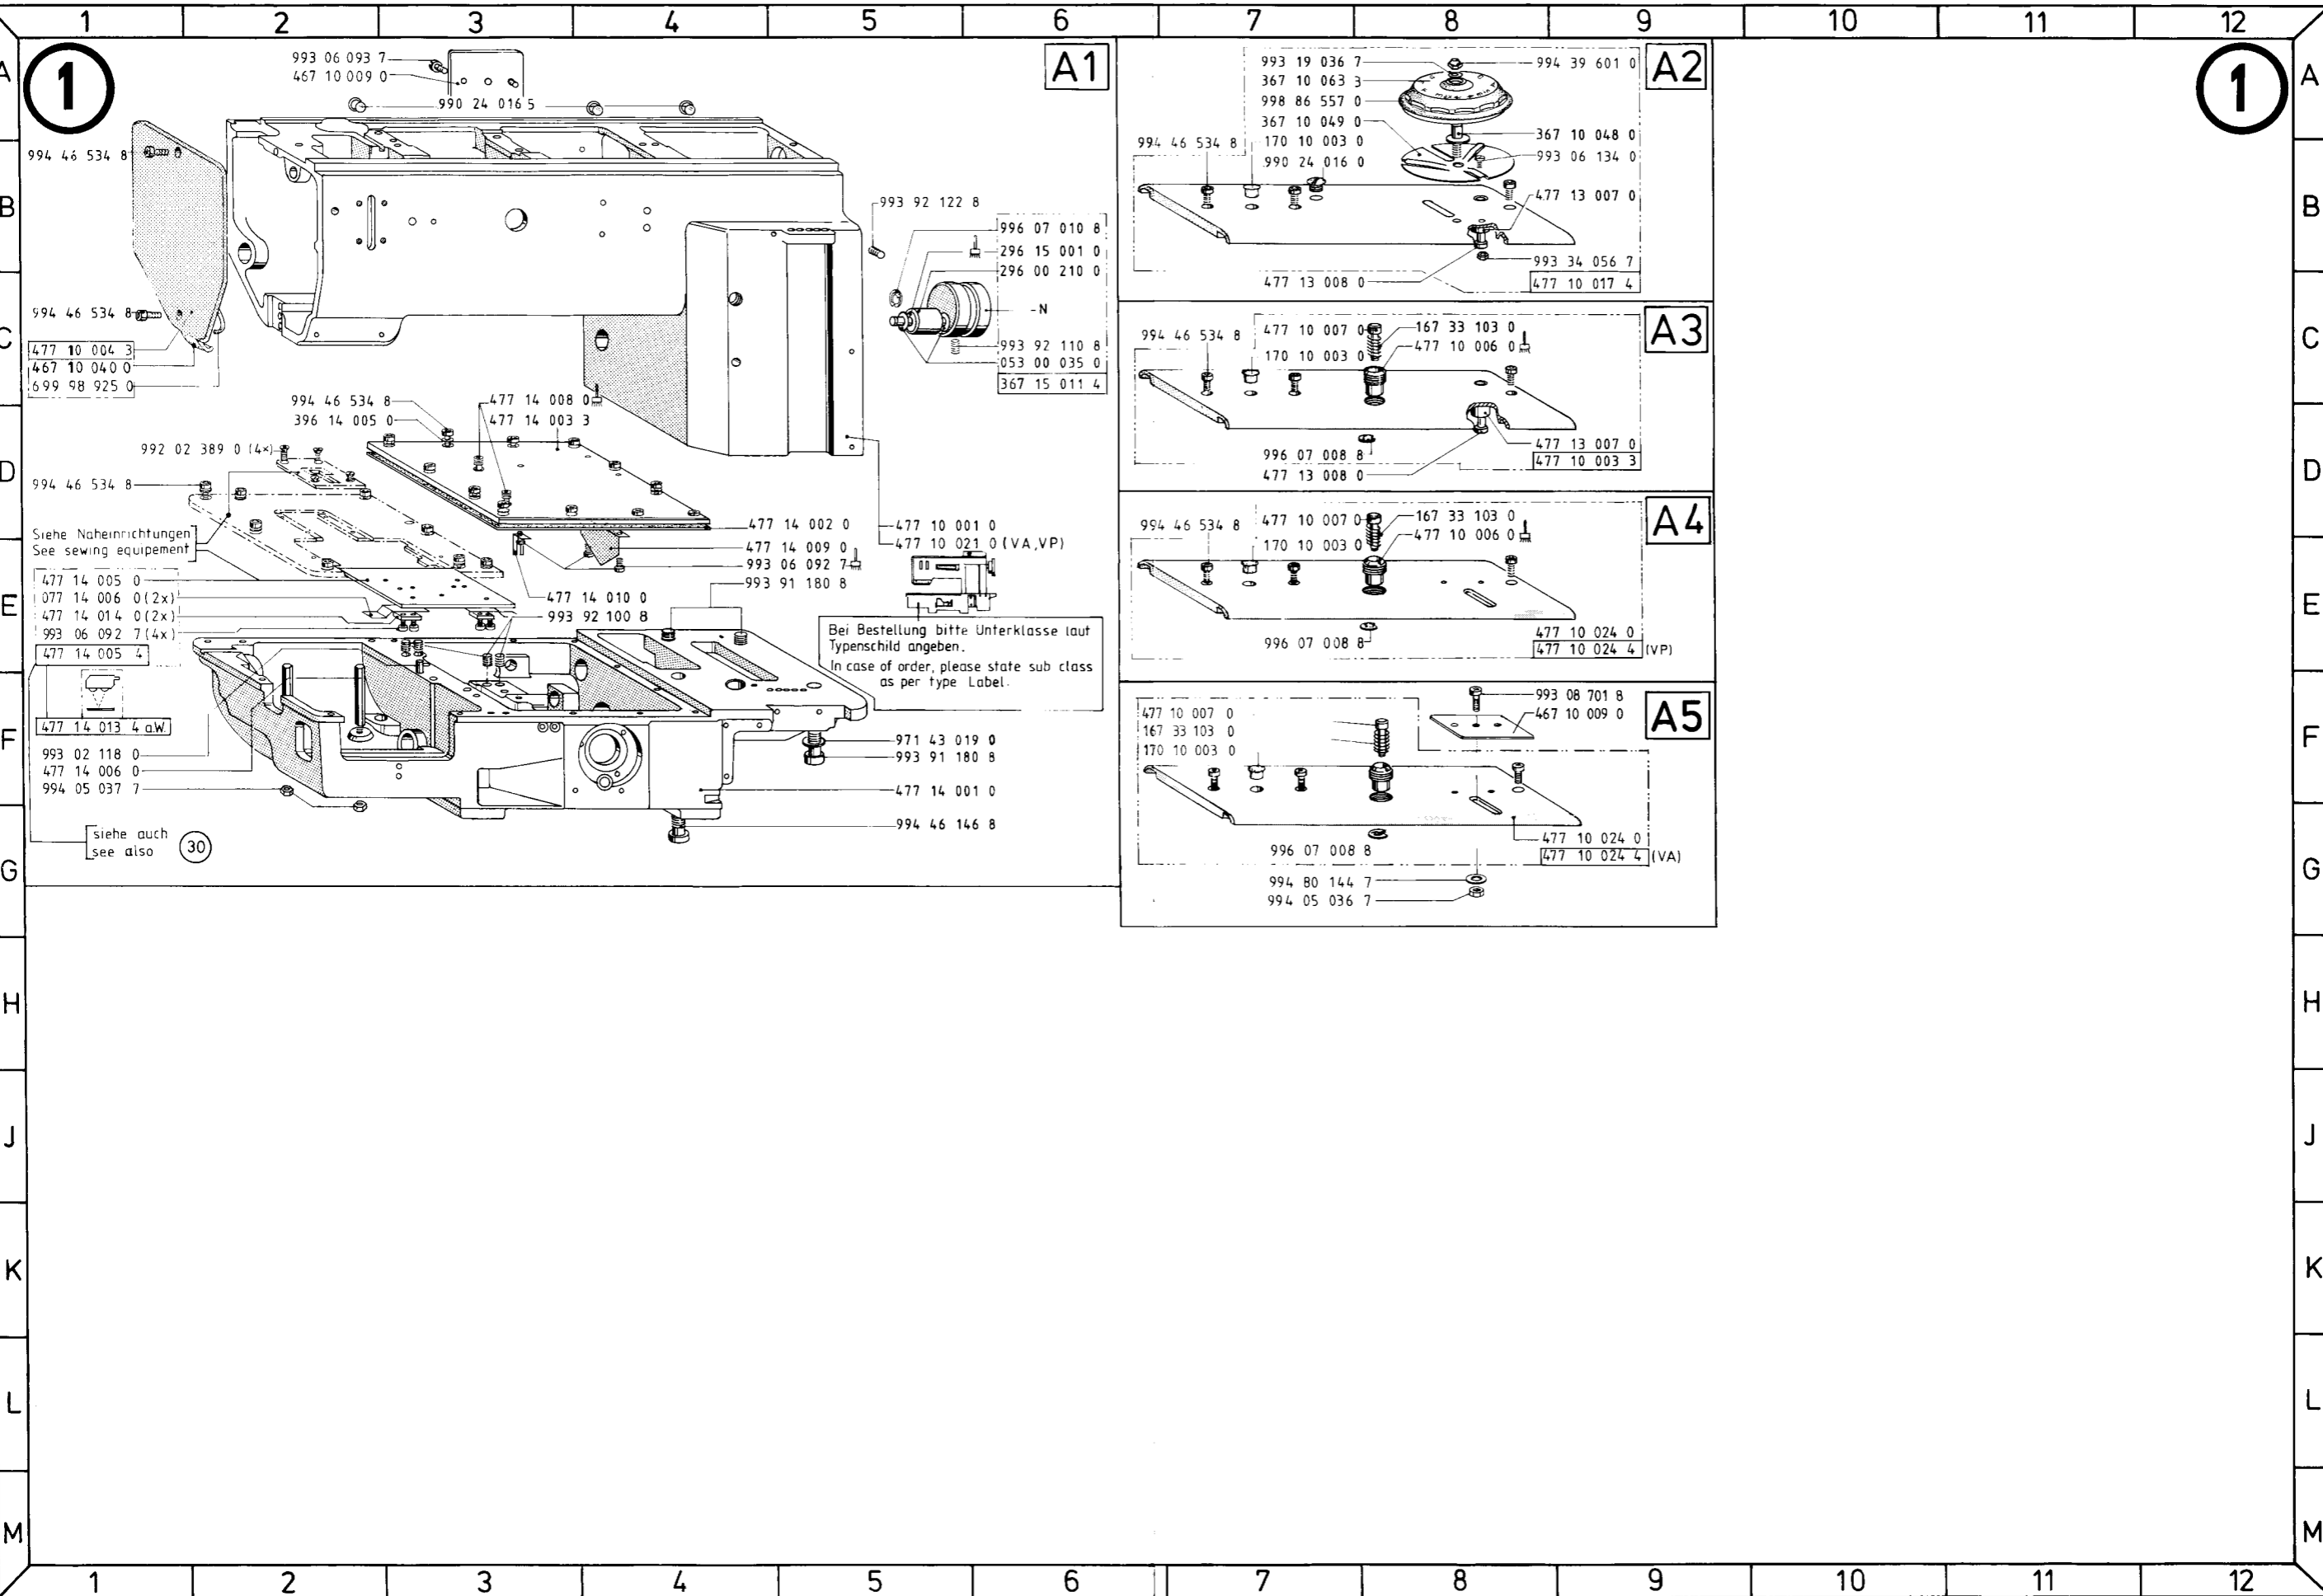 1 2 3 4 5 6 7 8 9 10 11 12
A B C D E F G H J K L M
1
A1
993 06 093 7
467 10 009 0
990 24 016 5
994 46 534 8
994 46 534 8
477 10 004 3
467 10 040 0
699 98 925 0
993 92 122 8
996 07 010 8
296 15 001 0
296 00 210 0
-N
993 92 110 8
053 00 035 0
367 15 011 4
994 46 534 8
396 14 005 0
477 14 008 0
477 14 003 3
992 02 389 0 (4x)
994 46 534 8
Siehe Naheinrichtungen
See sewing equipement
477 14 002 0
477 14 009 0
993 06 092 7
993 91 180 8
477 10 001 0
477 10 021 0 (VA,VP)
477 14 005 0
077 14 006 0 (2x)
477 14 014 0 (2x)
993 06 092 7 (4x)
477 14 005 4
477 14 010 0
993 92 100 8
Bei Bestellung bitte Unterklasse laut
Typenschild angeben.
In case of order, please state sub class
as per type Label.
477 14 013 4 a.W.
993 02 118 0
477 14 006 0
994 05 037 7
971 43 019 0
993 91 180 8
477 14 001 0
994 46 146 8
siehe auch
see also
30
A2
993 19 036 7
367 10 063 3
998 86 557 0
367 10 049 0
170 10 003 0
990 24 016 0
994 46 534 8
994 39 601 0
367 10 048 0
993 06 134 0
477 13 007 0
993 34 056 7
477 13 008 0
477 10 017 4
A3
994 46 534 8
477 10 007 0
170 10 003 0
167 33 103 0
477 10 006 0
996 07 008 8
477 13 008 0
477 13 007 0
477 10 003 3
A4
994 46 534 8
477 10 007 0
170 10 003 0
167 33 103 0
477 10 006 0
996 07 008 8
477 10 024 0
477 10 024 4 (VP)
A5
477 10 007 0
167 33 103 0
170 10 003 0
993 08 701 8
467 10 009 0
996 07 008 8
477 10 024 0
477 10 024 4 (VA)
994 80 144 7
994 05 036 7
1
A B C D E F G H J K L M
1 2 3 4 5 6 7 8 9 10 11 12